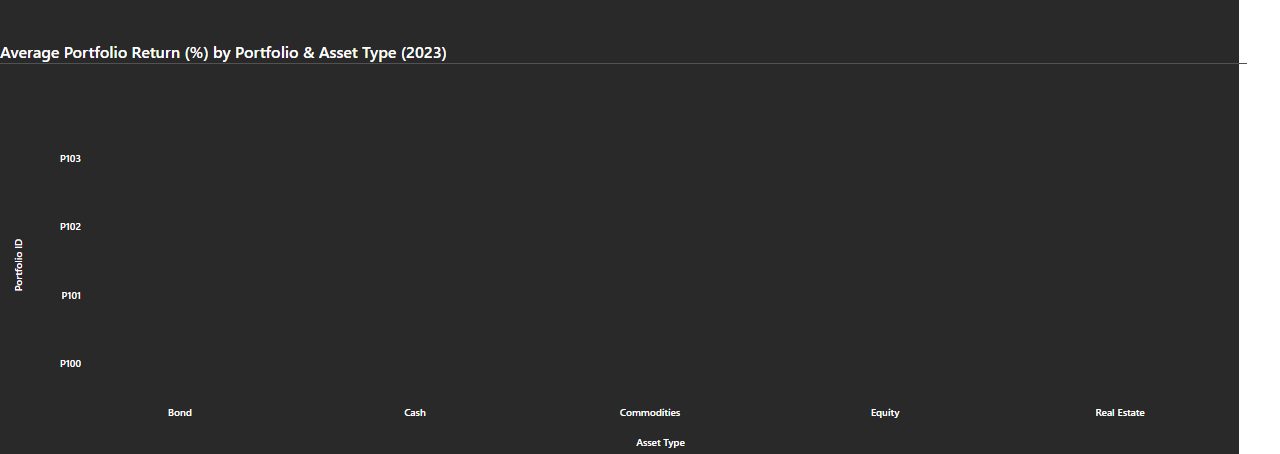 Average Portfolio Return (%) by Portfolio & Asset Type (2023)
P103
P102
Portfolio ID
P101
P100
Bond
Cash
Commodities
Equity
Real Estate
Asset Type